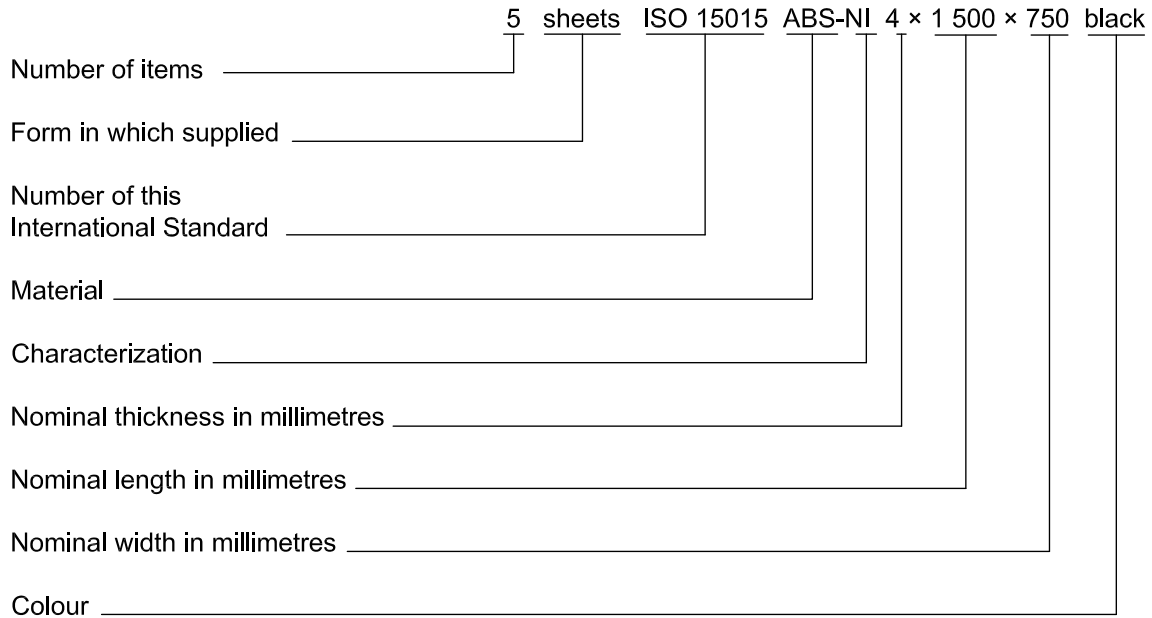 5 sheets ISO 15015 ABS-NI 4 × 1 500 × 750 black
Number of items
Form in which supplied
Number of this
International Standard
Material
Characterization
Nominal thickness in millimetres
Nominal length in millimetres
Nominal width in millimetres
Colour